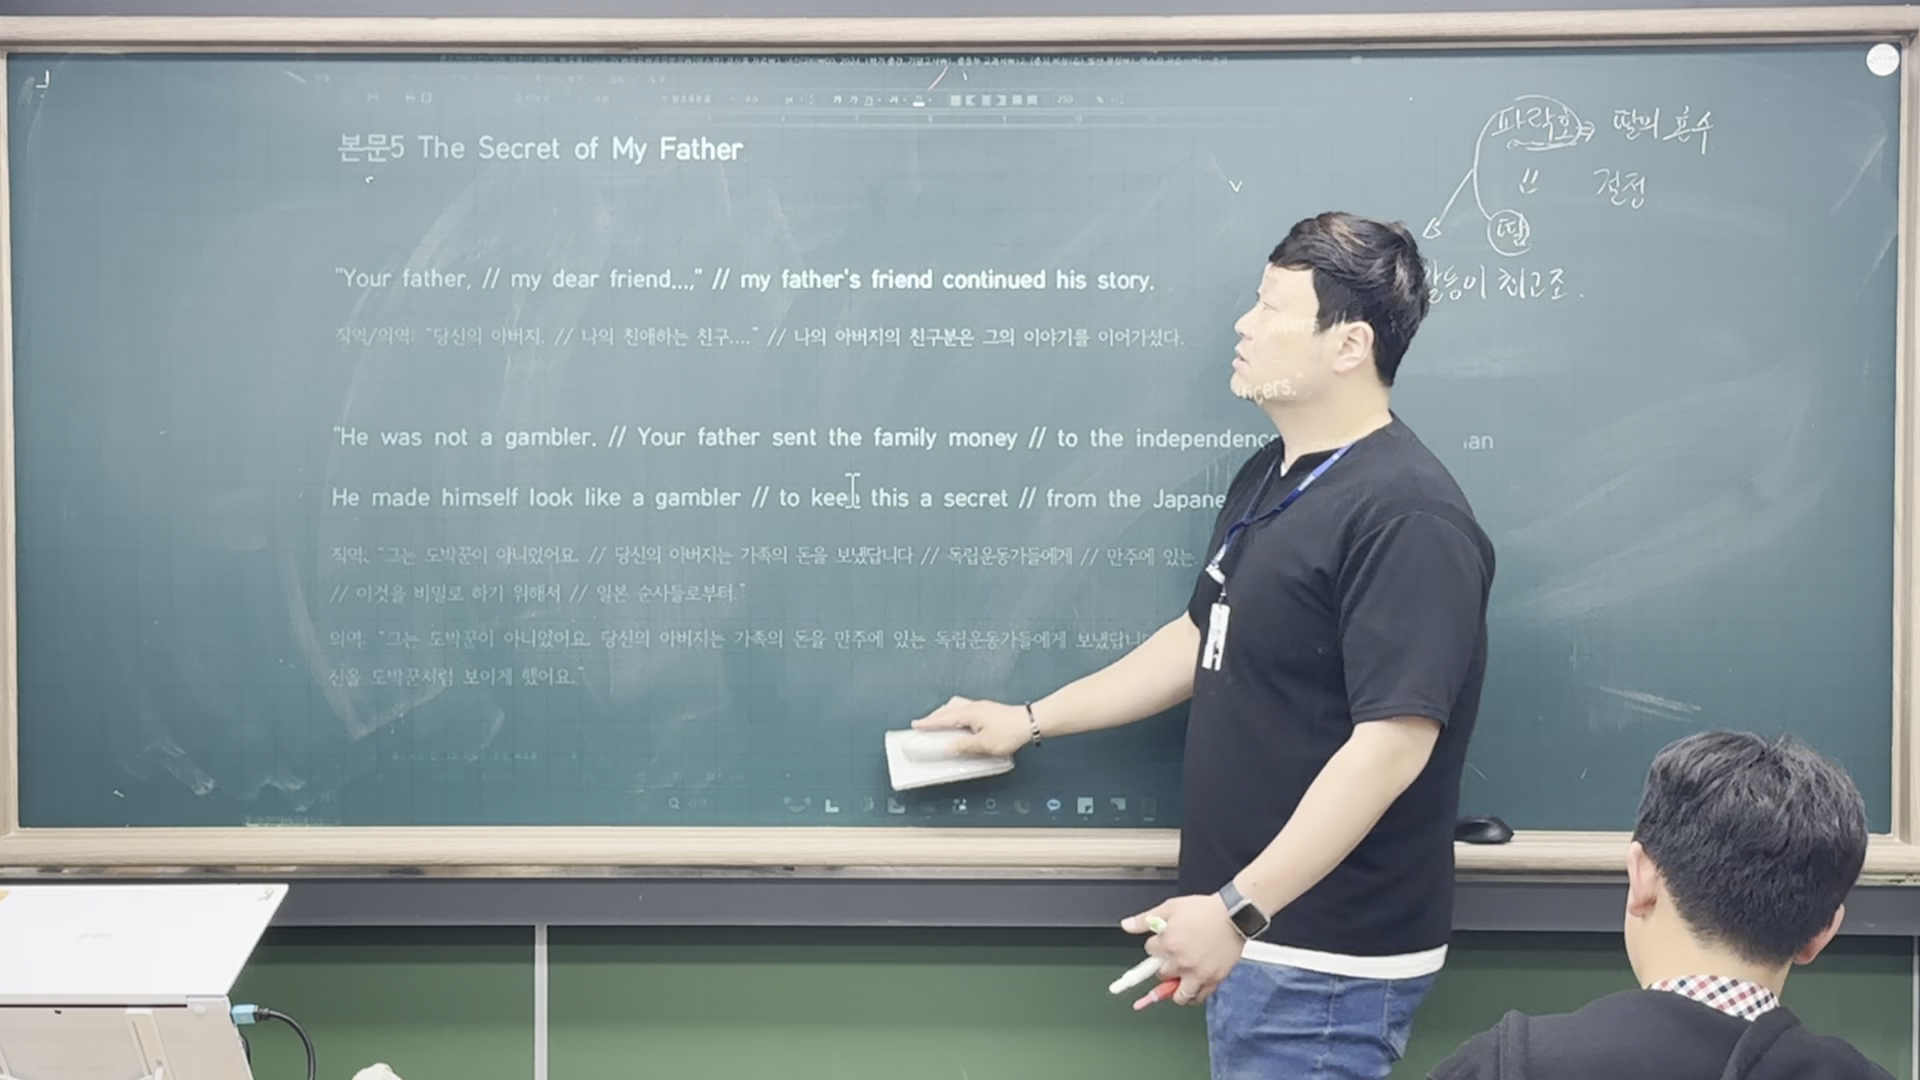 본문5 The Secret of My Father
"Your father, // my dear friend...," // my father's friend continued his story.
직역/의역: "당신의 아버지, // 나의 친애하는 친구...." // 나의 아버지의 친구분은 그의 이야기를 이어가셨다.
"He was not a gambler. // Your father sent the family money // to the independence
He made himself look like a gambler // to keep this a secret // from the Japane
icers."
직역: "그는 도박꾼이 아니었어요. // 당신의 아버지는 가족의 돈을 보냈답니다 // 독립운동가들에게 // 만주에 있는.
// 이것을 비밀로 하기 위해서 // 일본 순사들로부터."
의역: "그는 도박꾼이 아니었어요. 당신의 아버지는 가족의 돈을 만주에 있는 독립운동가들에게 보냈답니다
신을 도박꾼처럼 보이게 했어요."
파락호 딸의 혼수
〃 걸정
딸
갈등이 최고조.